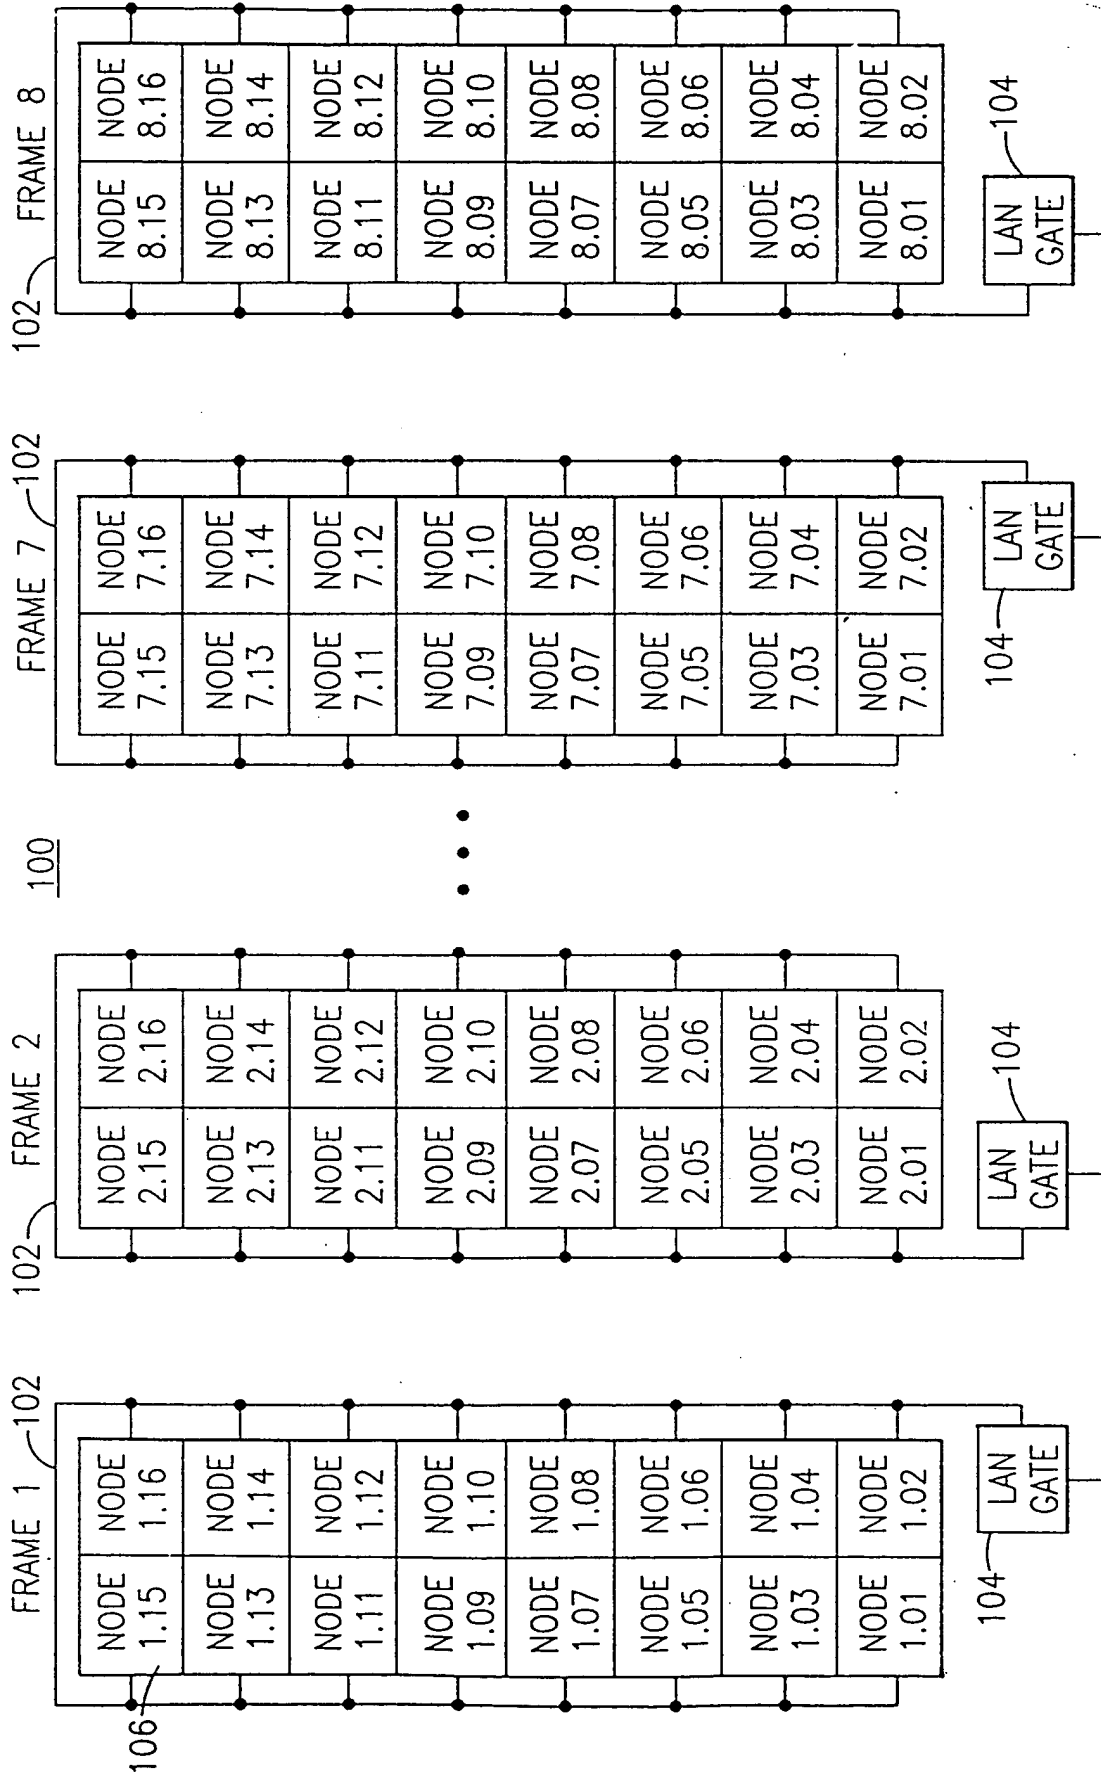 100
FRAME 1
102
NODE
1.15
NODE
1.16
NODE
1.13
NODE
1.14
NODE
1.11
NODE
1.12
NODE
1.09
NODE
1.10
NODE
1.07
NODE
1.08
NODE
1.05
NODE
1.06
NODE
1.03
NODE
1.04
NODE
1.01
NODE
1.02
106
104
LAN
GATE
102
FRAME 2
NODE
2.15
NODE
2.16
NODE
2.13
NODE
2.14
NODE
2.11
NODE
2.12
NODE
2.09
NODE
2.10
NODE
2.07
NODE
2.08
NODE
2.05
NODE
2.06
NODE
2.03
NODE
2.04
NODE
2.01
NODE
2.02
LAN
GATE
104
FRAME 7
102
NODE
7.15
NODE
7.16
NODE
7.13
NODE
7.14
NODE
7.11
NODE
7.12
NODE
7.09
NODE
7.10
NODE
7.07
NODE
7.08
NODE
7.05
NODE
7.06
NODE
7.03
NODE
7.04
NODE
7.01
NODE
7.02
104
LAN
GATE
102
FRAME 8
NODE
8.15
NODE
8.16
NODE
8.13
NODE
8.14
NODE
8.11
NODE
8.12
NODE
8.09
NODE
8.10
NODE
8.07
NODE
8.08
NODE
8.05
NODE
8.06
NODE
8.03
NODE
8.04
NODE
8.01
NODE
8.02
LAN
GATE
104